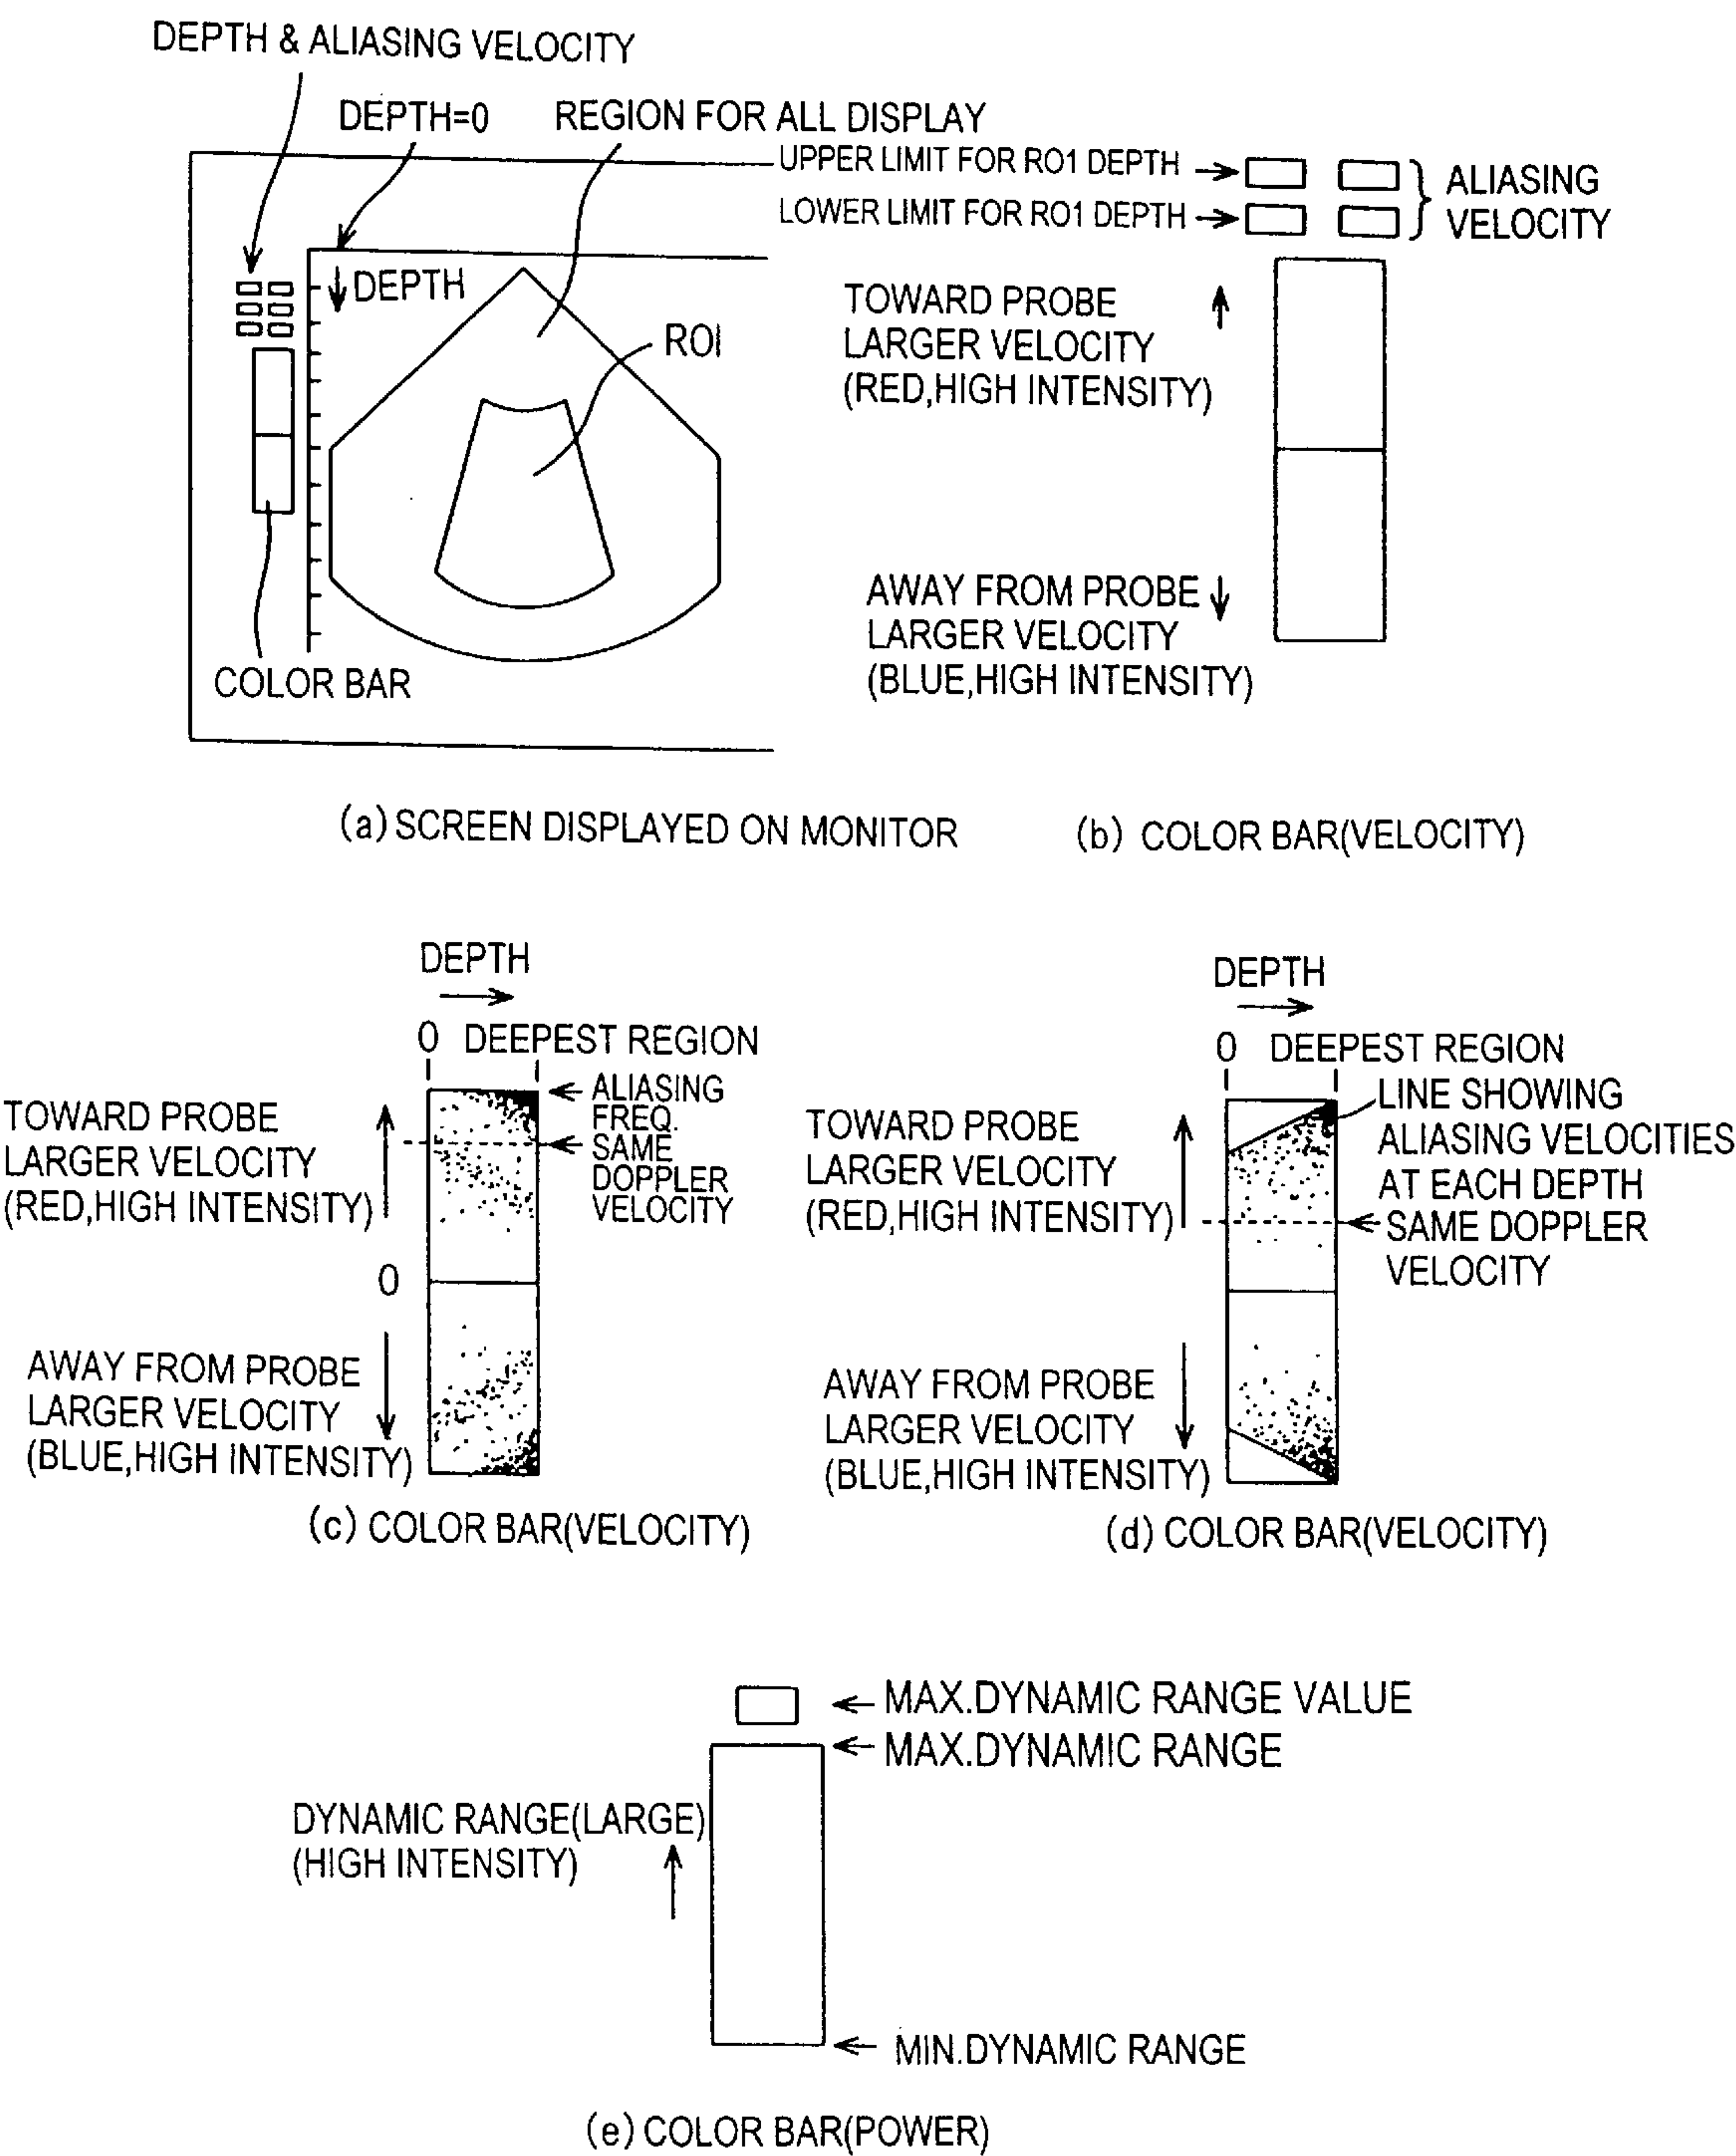 DEPTH & ALIASING VELOCITY
DEPTH=0
REGION FOR ALL DISPLAY
DEPTH
ROI
COLOR BAR
(a) SCREEN DISPLAYED ON MONITOR
UPPER LIMIT FOR RO1 DEPTH
LOWER LIMIT FOR RO1 DEPTH
ALIASING
VELOCITY
TOWARD PROBE
LARGER VELOCITY
(RED,HIGH INTENSITY)
AWAY FROM PROBE
LARGER VELOCITY
(BLUE,HIGH INTENSITY)
(b) COLOR BAR(VELOCITY)
DEPTH
0 DEEPEST REGION
ALIASING
FREQ.
SAME
DOPPLER
VELOCITY
TOWARD PROBE
LARGER VELOCITY
(RED,HIGH INTENSITY)
0
AWAY FROM PROBE
LARGER VELOCITY
(BLUE,HIGH INTENSITY)
(c) COLOR BAR(VELOCITY)
DEPTH
0 DEEPEST REGION
LINE SHOWING
ALIASING VELOCITIES
AT EACH DEPTH
SAME DOPPLER
VELOCITY
TOWARD PROBE
LARGER VELOCITY
(RED,HIGH INTENSITY)
AWAY FROM PROBE
LARGER VELOCITY
(BLUE,HIGH INTENSITY)
(d) COLOR BAR(VELOCITY)
MAX.DYNAMIC RANGE VALUE
MAX.DYNAMIC RANGE
DYNAMIC RANGE(LARGE)
(HIGH INTENSITY)
MIN.DYNAMIC RANGE
(e) COLOR BAR(POWER)